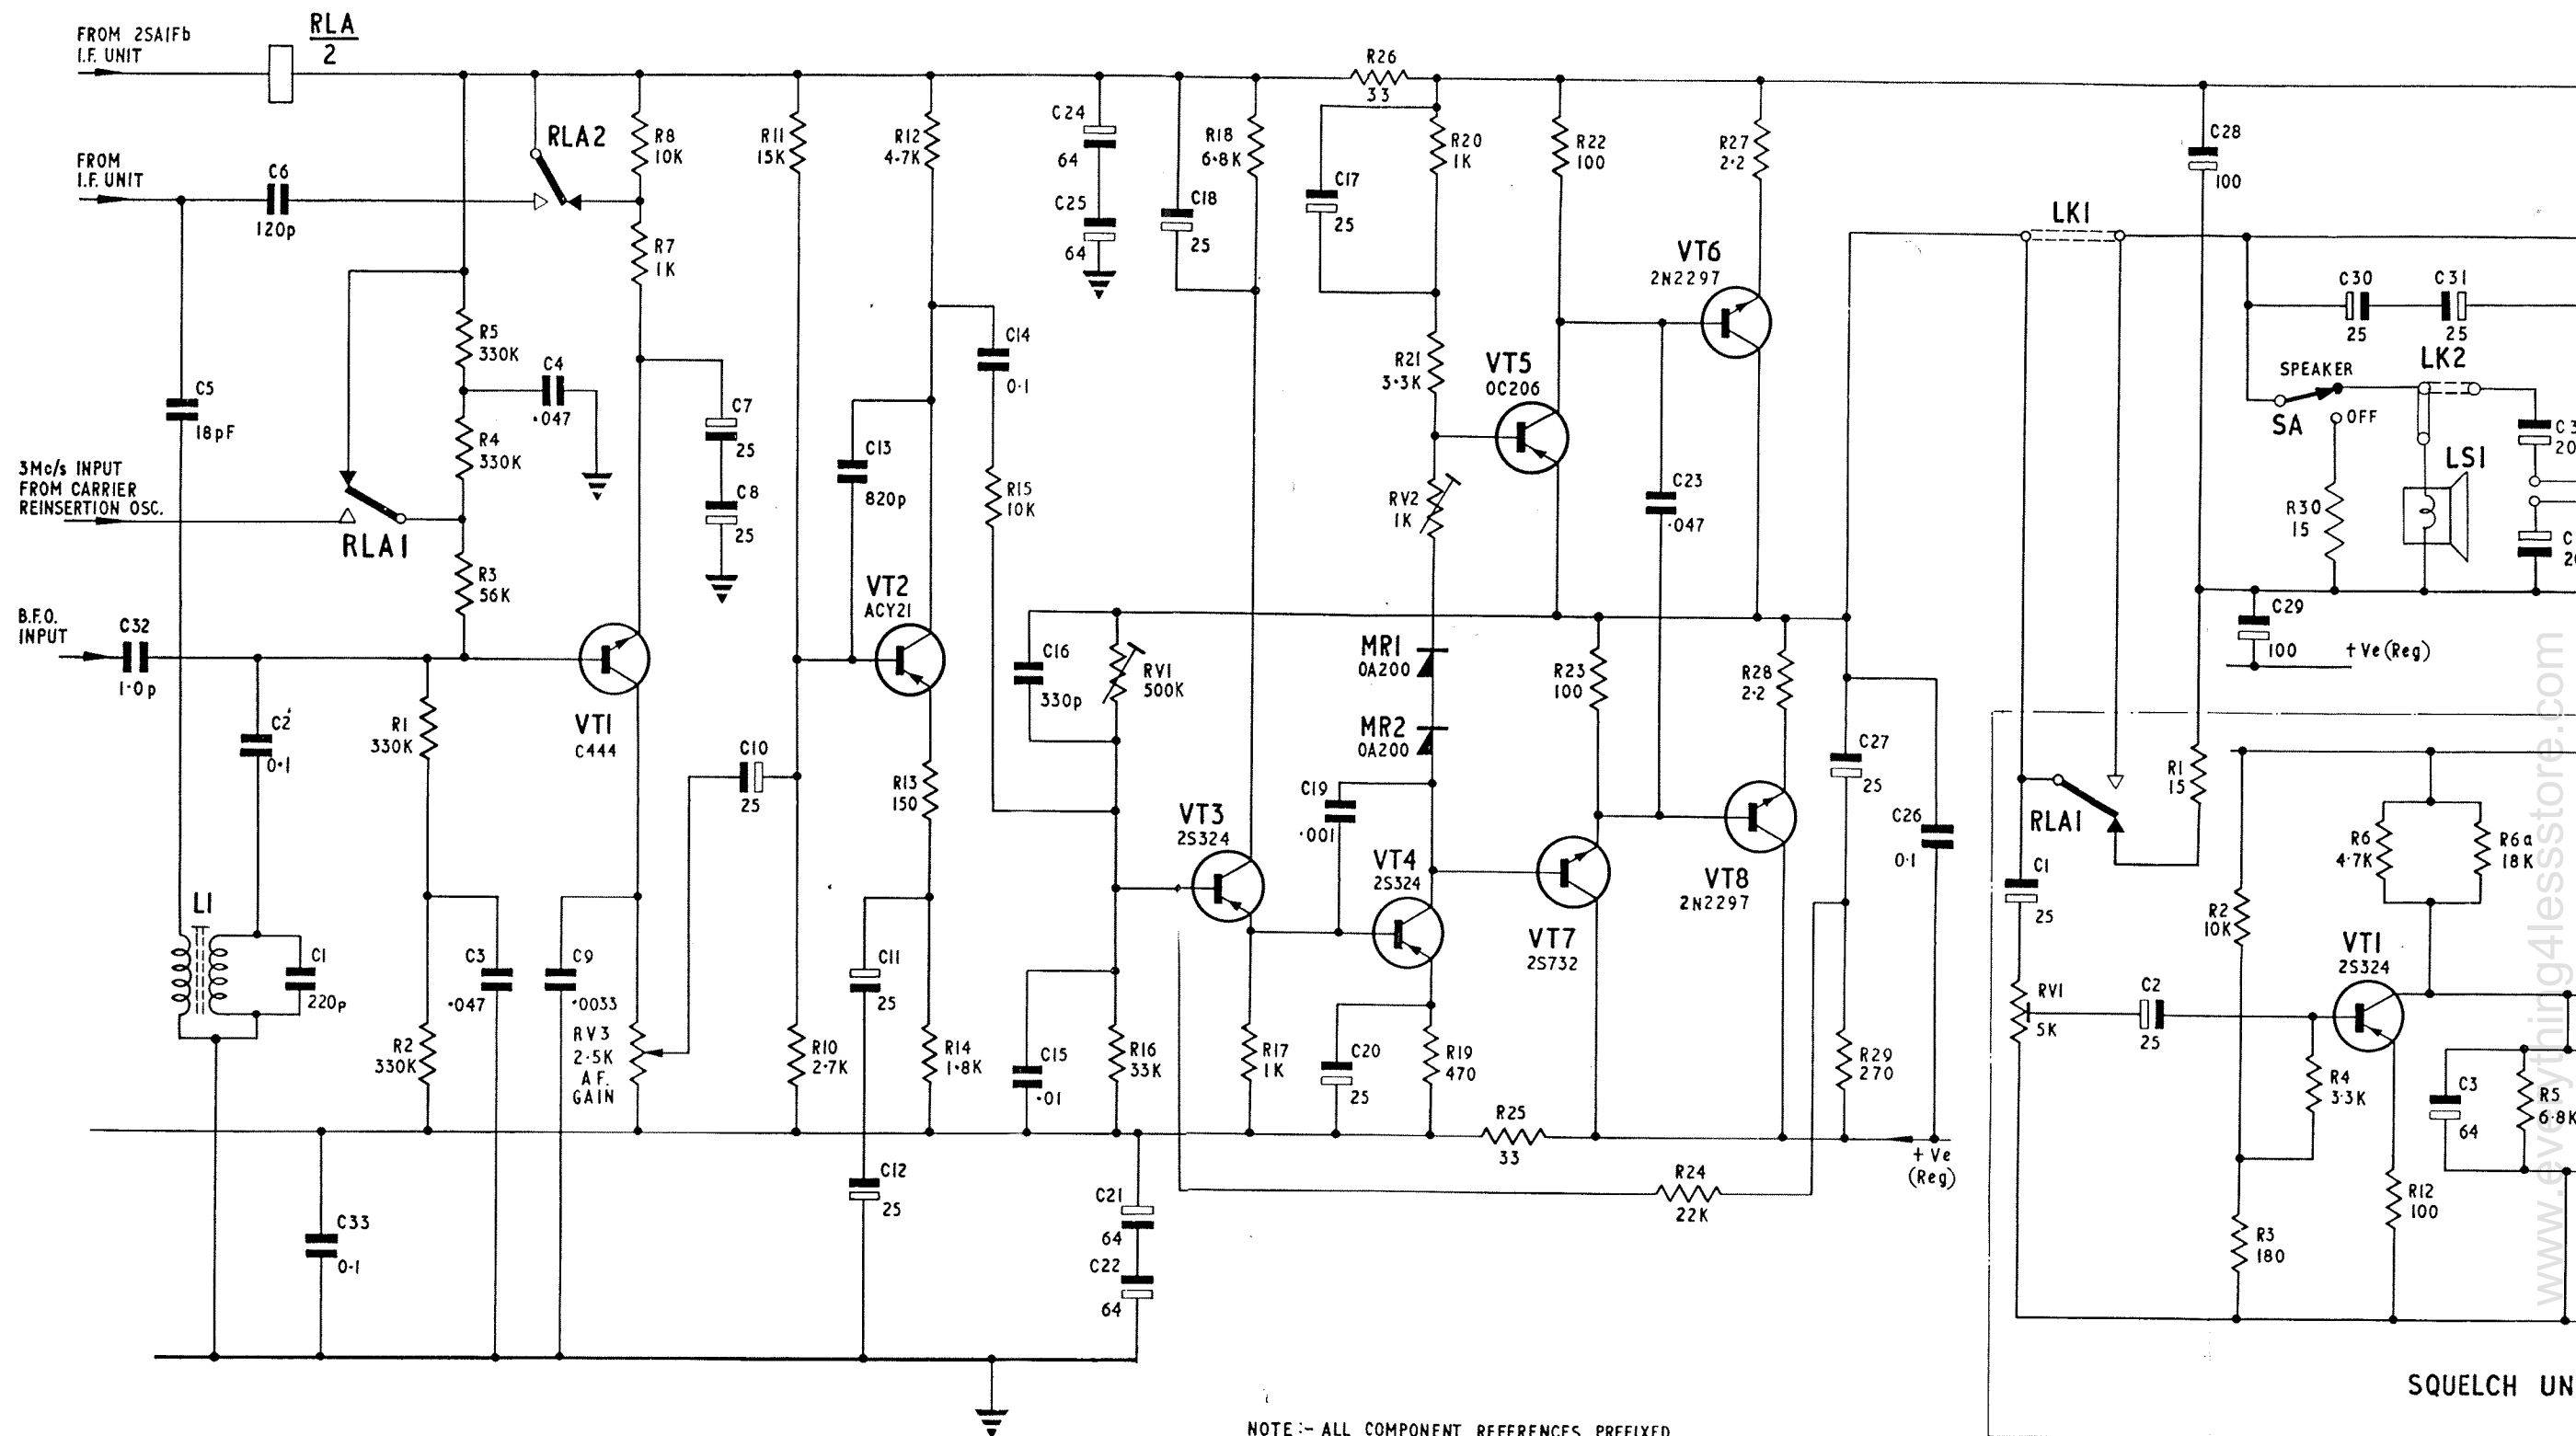 FROM 2SA1Fb
I.F. UNIT
RLA
2
FROM
I.F. UNIT
C6
120p
RLA2
R8
10K
R7
1K
R11
15K
R12
4·7K
C24
64
C25
64
C18
25
R18
6·8K
R26
33
C17
25
R20
1K
R22
100
R27
2·2
C28
100
VT6
2N2297
LK1
C30
25
C31
25
R5
330K
C4
·047
R4
330K
C5
18pF
C7
25
C8
25
C13
820p
C14
0·1
R15
10K
R21
3·3K
VT5
OC206
RV2
1K
C23
·047
SPEAKER
LK2
SA
OFF
LS1
R30
15
C3
20
C
2
3Mc/s INPUT
FROM CARRIER
REINSERTION OSC.
RLA1
R3
56K
B.F.O.
INPUT
C32
1·0p
VT1
C444
VT2
ACY21
C16
330p
RV1
500K
MR1
OA200
MR2
OA200
R23
100
R28
2·2
C29
100
+Ve(Reg)
C2
0·1
R1
330K
C10
25
R13
150
C19
·001
VT3
2S324
VT4
2S324
VT7
2S732
VT8
2N2297
C27
25
C26
0·1
RLA1
R1
15
R6
4·7K
R6a
18K
C1
25
R2
10K
VT1
2S324
L1
C1
220p
C3
·047
C9
·0033
R2
330K
RV3
2·5K
A F.
GAIN
C11
25
R10
2·7K
R14
1·8K
C15
·01
R16
33K
R17
1K
C20
25
R19
470
R25
33
R29
270
+Ve
(Reg)
RV1
5K
C2
25
R4
3·3K
C3
64
R5
6·8K
C33
0·1
C12
25
C21
64
C22
64
R24
22K
R3
180
R12
100
SQUELCH UN
NOTE:- ALL COMPONENT REFERENCES PREFIXED
www.everything4lessstore.com